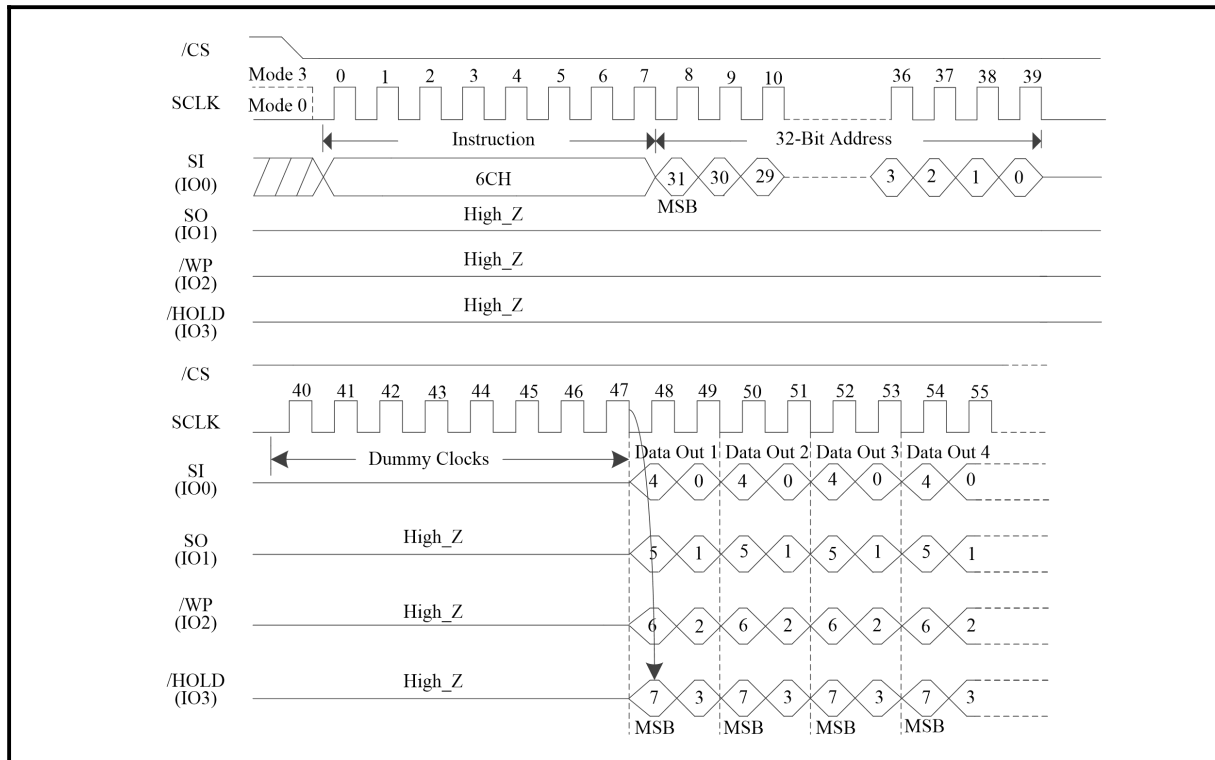 /CS
Mode 3
0 1 2 3 4 5 6 7 8 9 10 36 37 38 39
SCLK
Mode 0
Instruction 32-Bit Address
SI
(IO0)
6CH 31 30 29 3 2 1 0
MSB
SO
(IO1)
High_Z
/WP
(IO2)
High_Z
/HOLD
(IO3)
High_Z
/CS
40 41 42 43 44 45 46 47 48 49 50 51 52 53 54 55
SCLK
Dummy Clocks Data Out 1 Data Out 2 Data Out 3 Data Out 4
SI
(IO0)
4 0 4 0 4 0 4 0
SO
(IO1)
High_Z 5 1 5 1 5 1 5 1
/WP
(IO2)
High_Z 6 2 6 2 6 2 6 2
/HOLD
(IO3)
High_Z 7 3 7 3 7 3 7 3
MSB MSB MSB MSB